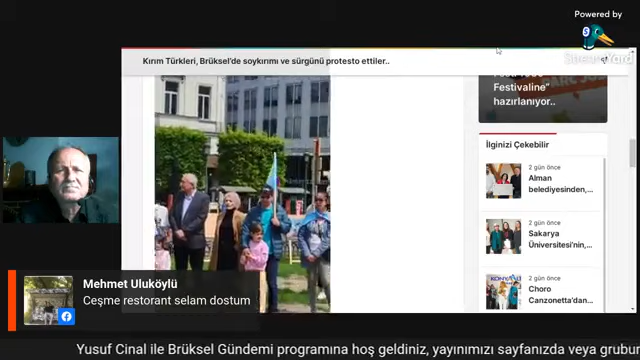 Powered by
StreamYard
Kırım Türkleri, Brüksel'de soykırımı ve sürgünü protesto ettiler..
Festivaline"
hazırlanıyor..
İlginizi Çekebilir
2 gün önce
Alman
belediyesinden,...
2 gün önce
Sakarya
Üniversitesi'nin,...
2 gün önce
Choro
Canzonetta'dan...
Mehmet Uluköylü
Ceşme restorant selam dostum
Yusuf Cinal ile Brüksel Gündemi programına hoş geldiniz, yayınımızı sayfanızda veya grubun